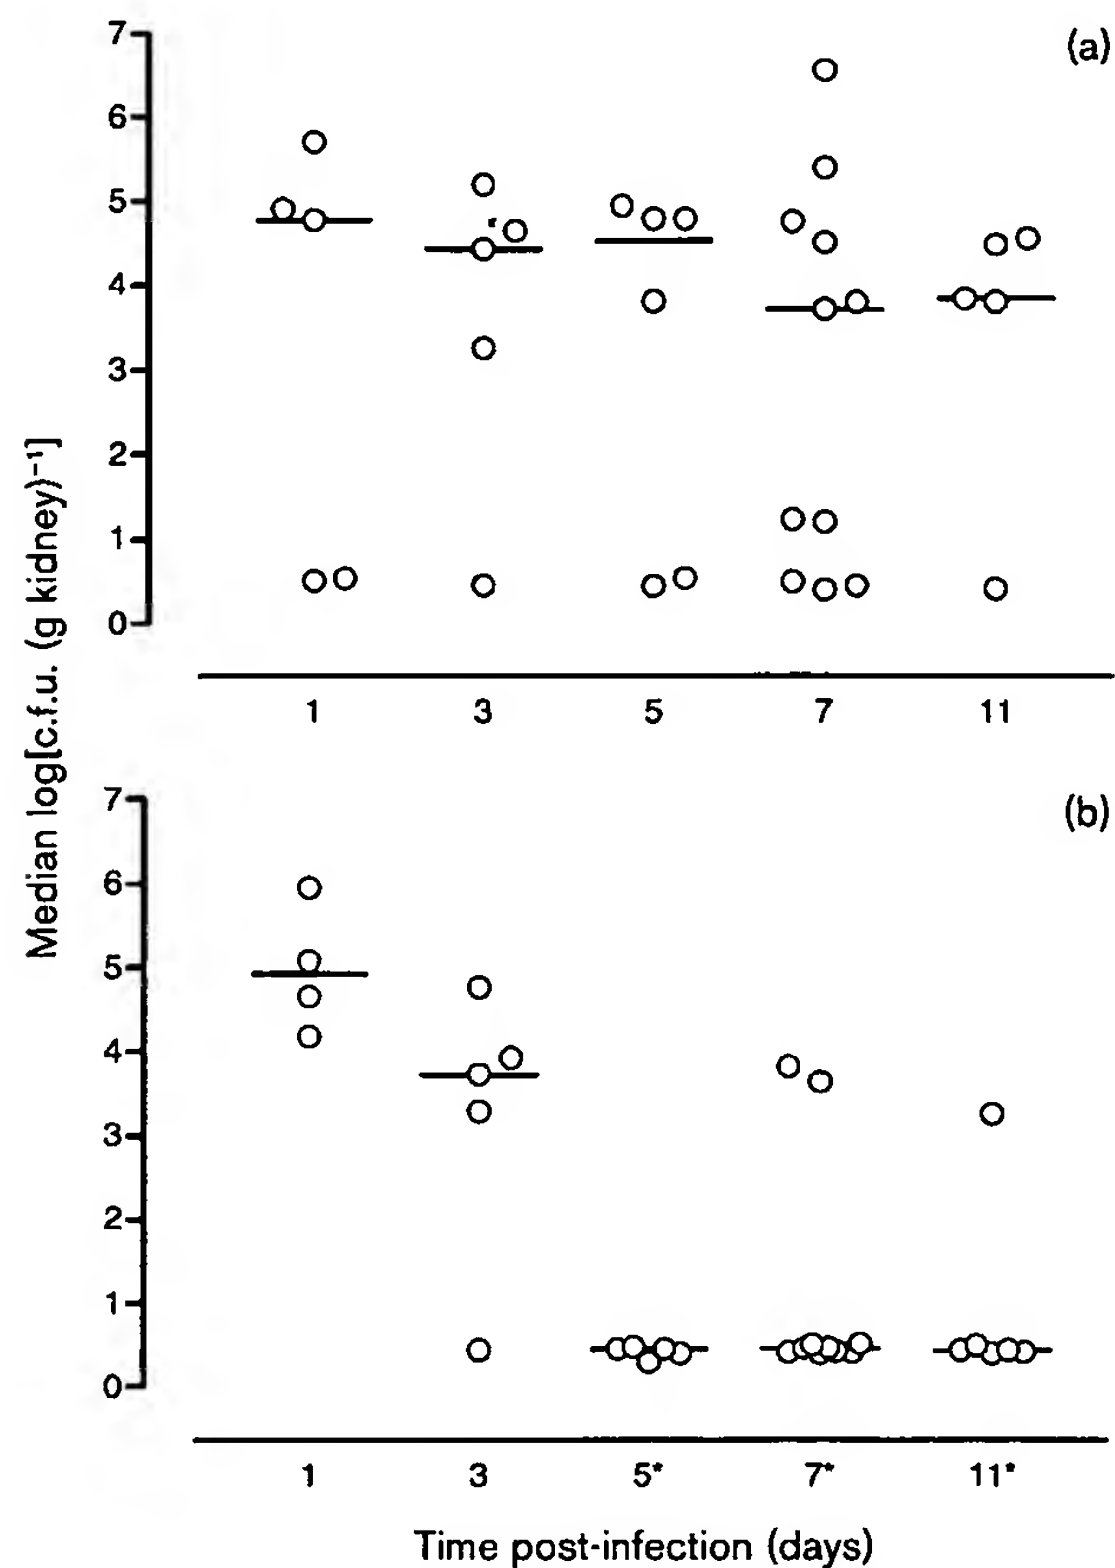 (a)
7
6
5
4
3
2
1
0
1 3 5 7 11
Median log[c.f.u. (g kidney)⁻¹]
(b)
7
6
5
4
3
2
1
0
1 3 5* 7* 11*
Time post-infection (days)